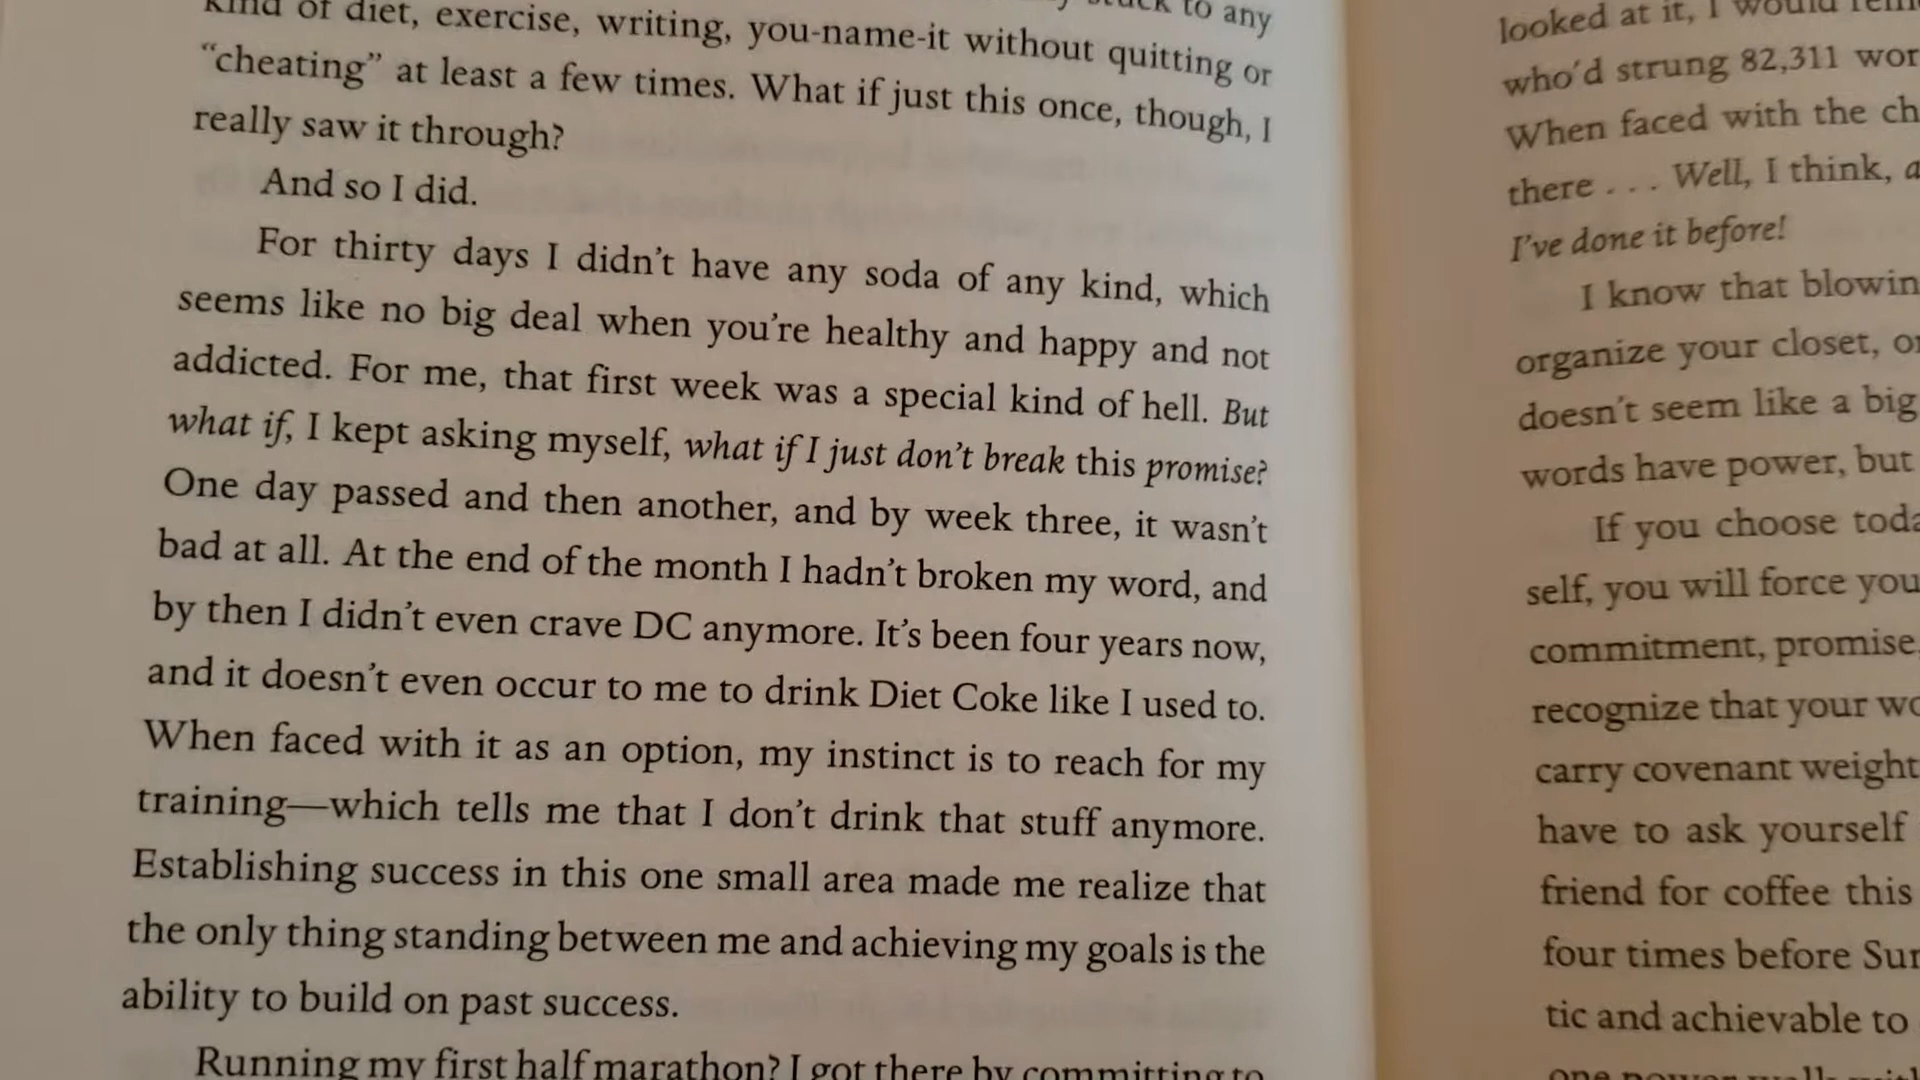 kind of diet, exercise, writing, you-name-it without quitting or
“cheating” at least a few times. What if just this once, though, I
really saw it through?
And so I did.
For thirty days I didn’t have any soda of any kind, which
seems like no big deal when you’re healthy and happy and not
addicted. For me, that first week was a special kind of hell. But
what if, I kept asking myself, what if I just don’t break this promise?
One day passed and then another, and by week three, it wasn’t
bad at all. At the end of the month I hadn’t broken my word, and
by then I didn’t even crave DC anymore. It’s been four years now,
and it doesn’t even occur to me to drink Diet Coke like I used to.
When faced with it as an option, my instinct is to reach for my
training—which tells me that I don’t drink that stuff anymore.
Establishing success in this one small area made me realize that
the only thing standing between me and achieving my goals is the
ability to build on past success.
Running my first half marathon? I got there by committing to
looked at it, I would
who’d strung 82,311
When faced with the
there . . . Well, I think,
I’ve done it before!
I know that
organize your closet,
doesn’t seem like a big
words have power, but
If you choose
self, you will force
commitment, promise,
recognize that your
carry covenant weight
have to ask yourself
friend for coffee this
four times before
tic and achievable to